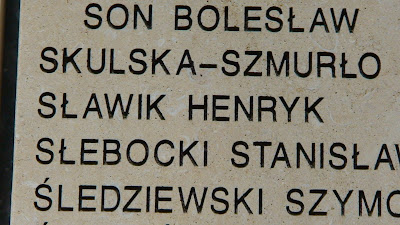 SON BOLESŁAW
SKULSKA-SZMURŁO
SŁAWIK HENRYK
SŁEBOCKI STANISŁAW
ŚLEDZIEWSKI SZYMO